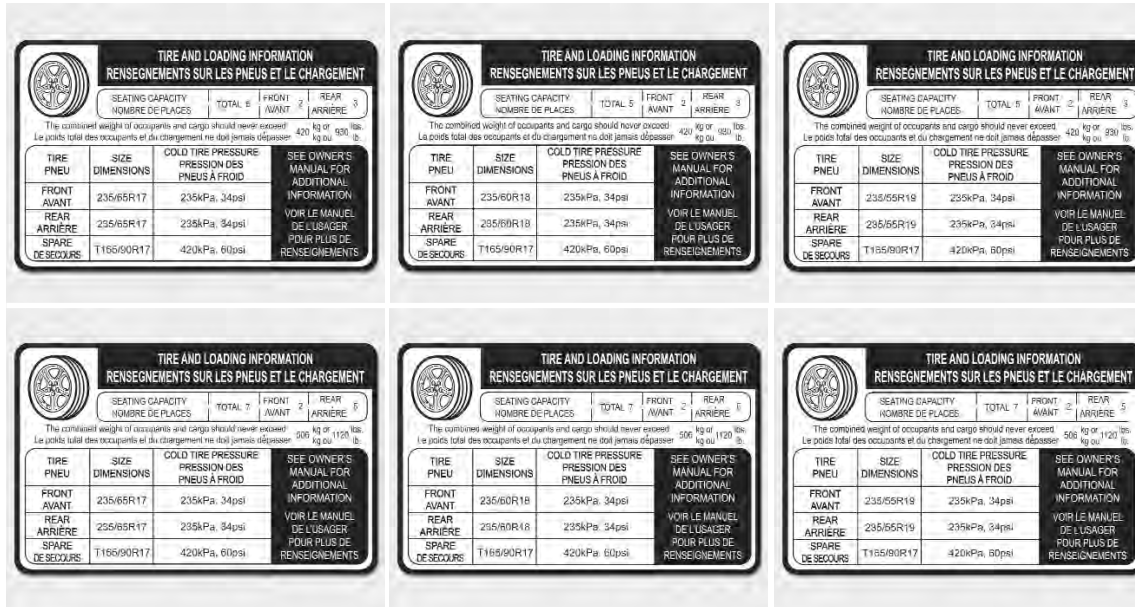 TIRE AND LOADING INFORMATION
RENSEIGNEMENTS SUR LES PNEUS ET LE CHARGEMENT
SEATING CAPACITY
NOMBRE DE PLACES
TOTAL 5
FRONT
AVANT
2
REAR
ARRIÈRE
3
The combined weight of occupants and cargo should never exceed
Le poids total des occupants et du chargement ne doit jamais dépasser
420
kg or
kg ou
930
lbs.
lb.
TIRE
PNEU
SIZE
DIMENSIONS
COLD TIRE PRESSURE
PRESSION DES
PNEUS À FROID
SEE OWNER'S
MANUAL FOR
ADDITIONAL
INFORMATION
VOIR LE MANUEL
DE L'USAGER
POUR PLUS DE
RENSEIGNEMENTS
FRONT
AVANT
235/65R17
235kPa, 34psi
REAR
ARRIÈRE
235/65R17
235kPa, 34psi
SPARE
DE SECOURS
T165/90R17
420kPa, 60psi
TIRE AND LOADING INFORMATION
RENSEIGNEMENTS SUR LES PNEUS ET LE CHARGEMENT
SEATING CAPACITY
NOMBRE DE PLACES
TOTAL 5
FRONT
AVANT
2
REAR
ARRIÈRE
3
The combined weight of occupants and cargo should never exceed
Le poids total des occupants et du chargement ne doit jamais dépasser
420
kg or
kg ou
930
lbs.
lb.
TIRE
PNEU
SIZE
DIMENSIONS
COLD TIRE PRESSURE
PRESSION DES
PNEUS À FROID
SEE OWNER'S
MANUAL FOR
ADDITIONAL
INFORMATION
VOIR LE MANUEL
DE L'USAGER
POUR PLUS DE
RENSEIGNEMENTS
FRONT
AVANT
235/60R18
235kPa, 34psi
REAR
ARRIÈRE
235/60R18
235kPa, 34psi
SPARE
DE SECOURS
T165/90R17
420kPa, 60psi
TIRE AND LOADING INFORMATION
RENSEIGNEMENTS SUR LES PNEUS ET LE CHARGEMENT
SEATING CAPACITY
NOMBRE DE PLACES
TOTAL 5
FRONT
AVANT
2
REAR
ARRIÈRE
3
The combined weight of occupants and cargo should never exceed
Le poids total des occupants et du chargement ne doit jamais dépasser
420
kg or
kg ou
930
lbs.
lb.
TIRE
PNEU
SIZE
DIMENSIONS
COLD TIRE PRESSURE
PRESSION DES
PNEUS À FROID
SEE OWNER'S
MANUAL FOR
ADDITIONAL
INFORMATION
VOIR LE MANUEL
DE L'USAGER
POUR PLUS DE
RENSEIGNEMENTS
FRONT
AVANT
235/55R19
235kPa, 34psi
REAR
ARRIÈRE
235/55R19
235kPa, 34psi
SPARE
DE SECOURS
T165/90R17
420kPa, 60psi
TIRE AND LOADING INFORMATION
RENSEIGNEMENTS SUR LES PNEUS ET LE CHARGEMENT
SEATING CAPACITY
NOMBRE DE PLACES
TOTAL 7
FRONT
AVANT
2
REAR
ARRIÈRE
5
The combined weight of occupants and cargo should never exceed
Le poids total des occupants et du chargement ne doit jamais dépasser
506
kg or
kg ou
1120
lbs.
lb.
TIRE
PNEU
SIZE
DIMENSIONS
COLD TIRE PRESSURE
PRESSION DES
PNEUS À FROID
SEE OWNER'S
MANUAL FOR
ADDITIONAL
INFORMATION
VOIR LE MANUEL
DE L'USAGER
POUR PLUS DE
RENSEIGNEMENTS
FRONT
AVANT
235/65R17
235kPa, 34psi
REAR
ARRIÈRE
235/65R17
235kPa, 34psi
SPARE
DE SECOURS
T165/90R17
420kPa, 60psi
TIRE AND LOADING INFORMATION
RENSEIGNEMENTS SUR LES PNEUS ET LE CHARGEMENT
SEATING CAPACITY
NOMBRE DE PLACES
TOTAL 7
FRONT
AVANT
2
REAR
ARRIÈRE
5
The combined weight of occupants and cargo should never exceed
Le poids total des occupants et du chargement ne doit jamais dépasser
506
kg or
kg ou
1120
lbs.
lb.
TIRE
PNEU
SIZE
DIMENSIONS
COLD TIRE PRESSURE
PRESSION DES
PNEUS À FROID
SEE OWNER'S
MANUAL FOR
ADDITIONAL
INFORMATION
VOIR LE MANUEL
DE L'USAGER
POUR PLUS DE
RENSEIGNEMENTS
FRONT
AVANT
235/60R18
235kPa, 34psi
REAR
ARRIÈRE
235/60R18
235kPa, 34psi
SPARE
DE SECOURS
T165/90R17
420kPa, 60psi
TIRE AND LOADING INFORMATION
RENSEIGNEMENTS SUR LES PNEUS ET LE CHARGEMENT
SEATING CAPACITY
NOMBRE DE PLACES
TOTAL 7
FRONT
AVANT
2
REAR
ARRIÈRE
5
The combined weight of occupants and cargo should never exceed
Le poids total des occupants et du chargement ne doit jamais dépasser
506
kg or
kg ou
1120
lbs.
lb.
TIRE
PNEU
SIZE
DIMENSIONS
COLD TIRE PRESSURE
PRESSION DES
PNEUS À FROID
SEE OWNER'S
MANUAL FOR
ADDITIONAL
INFORMATION
VOIR LE MANUEL
DE L'USAGER
POUR PLUS DE
RENSEIGNEMENTS
FRONT
AVANT
235/55R19
235kPa, 34psi
REAR
ARRIÈRE
235/55R19
235kPa, 34psi
SPARE
DE SECOURS
T165/90R17
420kPa, 60psi